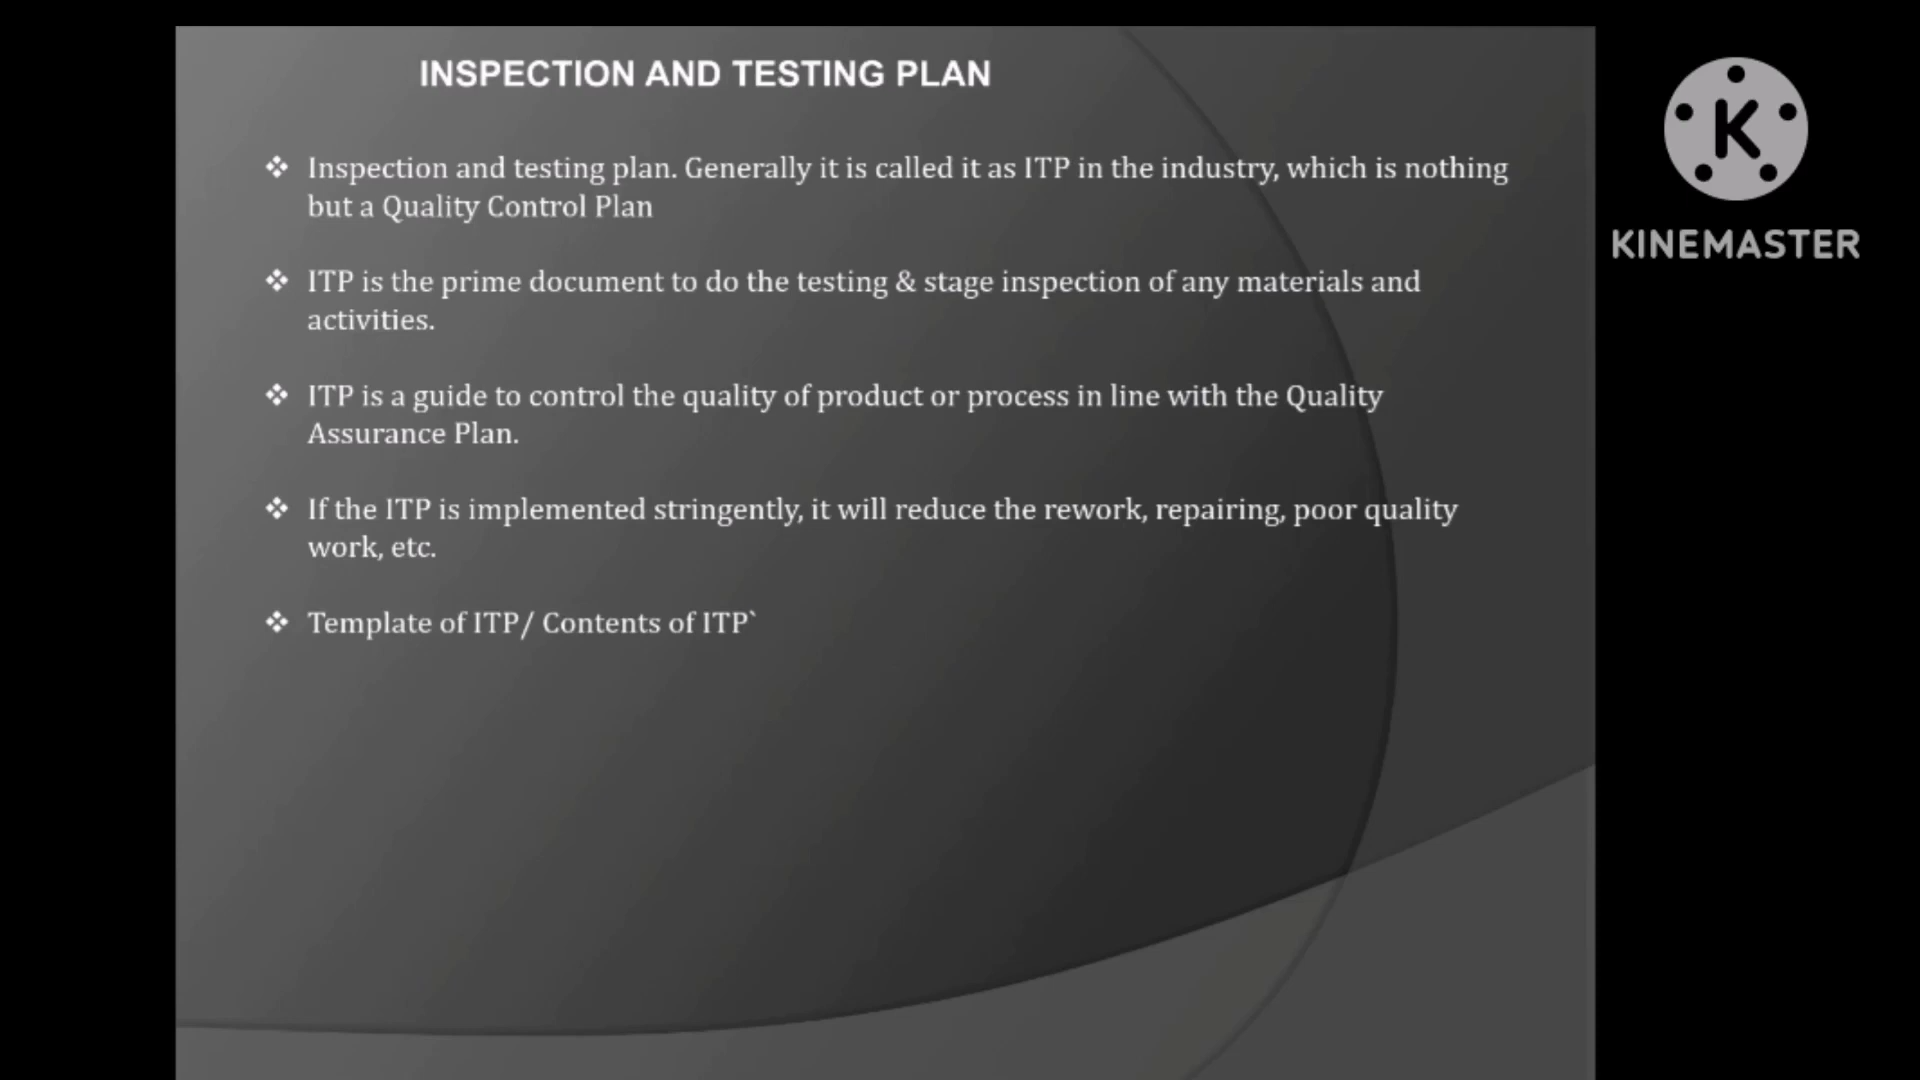 INSPECTION AND TESTING PLAN
❖ Inspection and testing plan. Generally it is called it as ITP in the industry, which is nothing
but a Quality Control Plan
❖ ITP is the prime document to do the testing & stage inspection of any materials and
activities.
❖ ITP is a guide to control the quality of product or process in line with the Quality
Assurance Plan.
❖ If the ITP is implemented stringently, it will reduce the rework, repairing, poor quality
work, etc.
❖ Template of ITP/ Contents of ITP`
K
KINEMASTER